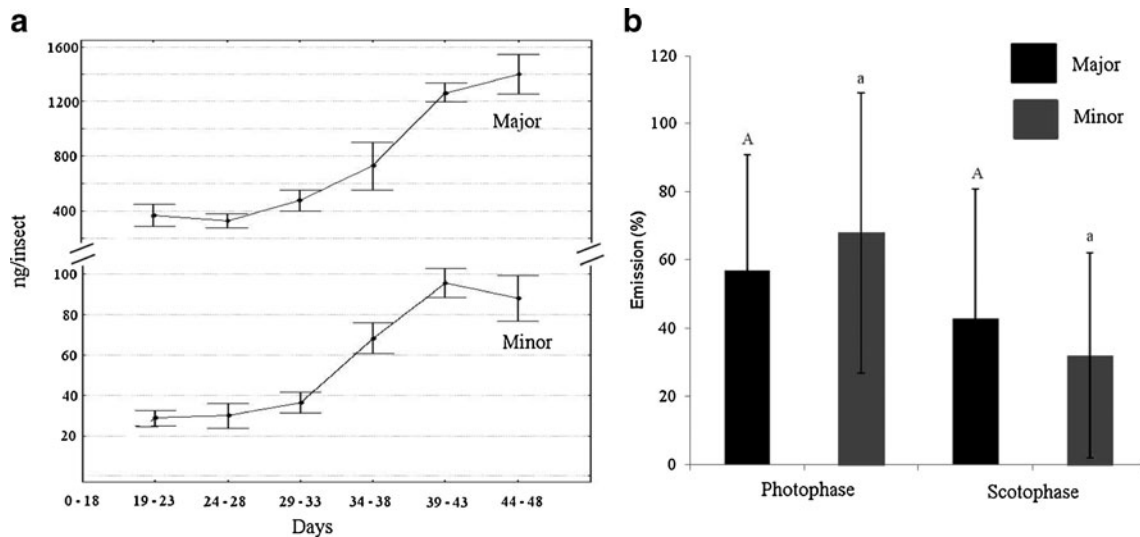 a
1600
1200
800
400
100
80
60
40
20
ng/insect
Major
Minor
0 - 18
19 - 23
24 - 28
29 - 33
34 - 38
39 - 43
44 - 48
Days
b
120
100
80
60
40
20
0
Emission (%)
A
a
A
a
Major
Minor
Photophase
Scotophase